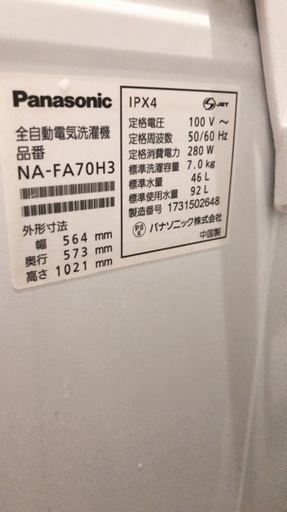 Panasonic
全自動電気洗濯機
品番
NA-FA70H3
外形寸法
幅 564 mm
奥行 573 mm
高さ 1021 mm
IPX4
S JET
定格電圧 100 V ～
定格周波数 50/60 Hz
定格消費電力 280 W
標準洗濯容量 7.0 kg
標準水量 46 L
標準使用水量 92 L
製造番号 1731502648
PS E パナソニック株式会社
中国製